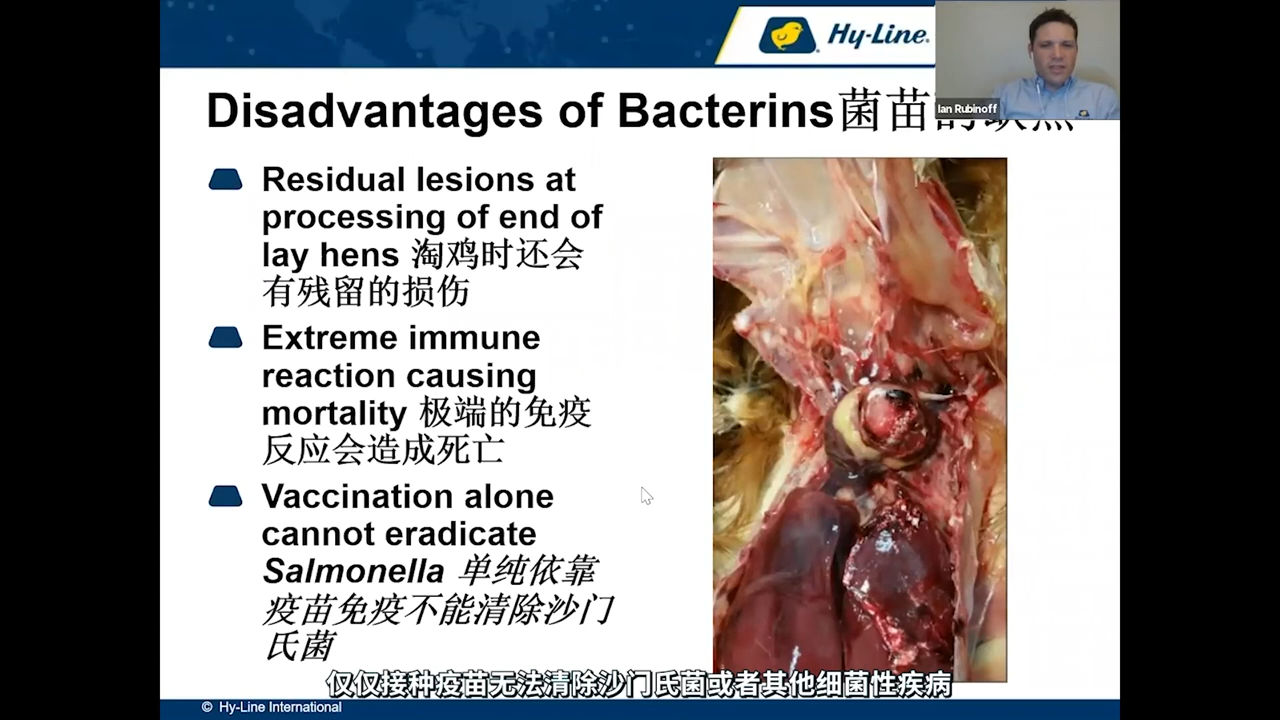 Hy-Line
Ian Rubinoff
Disadvantages of Bacterins菌苗
Residual lesions at
processing of end of
lay hens 淘鸡时还会
有残留的损伤
Extreme immune
reaction causing
mortality 极端的免疫
反应会造成死亡
Vaccination alone
cannot eradicate
Salmonella 单纯依靠
疫苗免疫不能清除沙门
氏菌
仅仅接种疫苗无法清除沙门氏菌或者其他细菌性疾病
© Hy-Line International